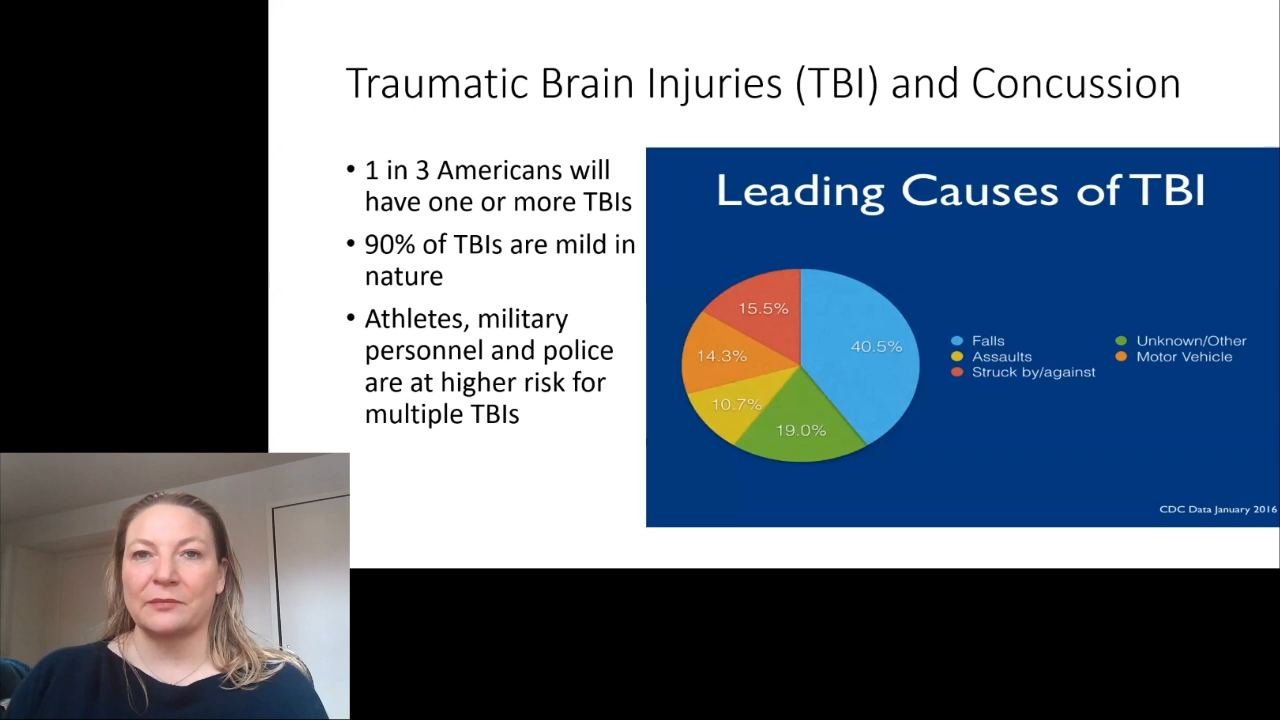 Traumatic Brain Injuries (TBI) and Concussion
• 1 in 3 Americans will
have one or more TBIs
• 90% of TBIs are mild in
nature
• Athletes, military
personnel and police
are at higher risk for
multiple TBIs
Leading Causes of TBI
15.5%
40.5%
14.3%
10.7%
19.0%
Falls
Assaults
Struck by/against
Unknown/Other
Motor Vehicle
CDC Data January 2016